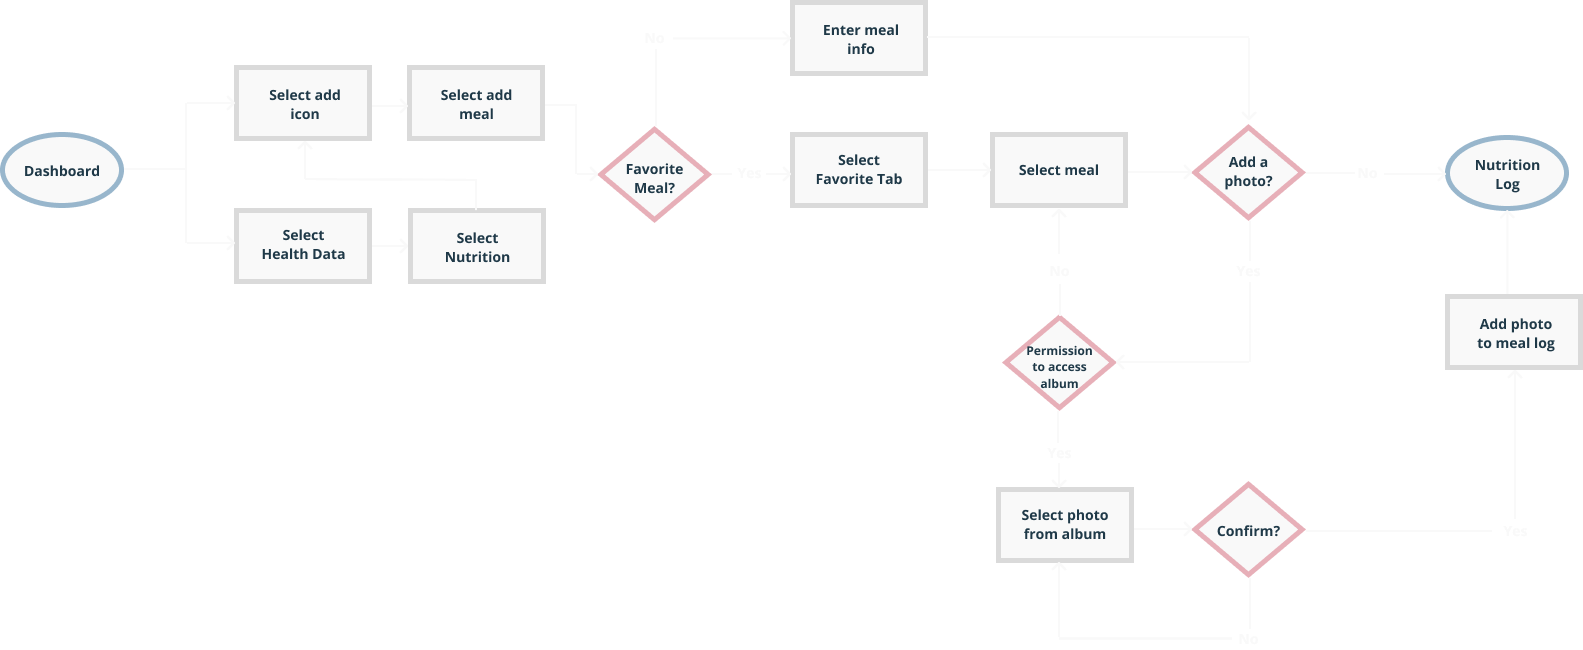 No
Enter meal
info
Select add
icon
Select add
meal
Dashboard
Favorite
Meal?
Yes
Select
Favorite Tab
Select meal
Add a
photo?
No
Nutrition
Log
Select
Health Data
Select
Nutrition
No
Yes
Permission
to access
album
Add photo
to meal log
Yes
Select photo
from album
Confirm?
Yes
No